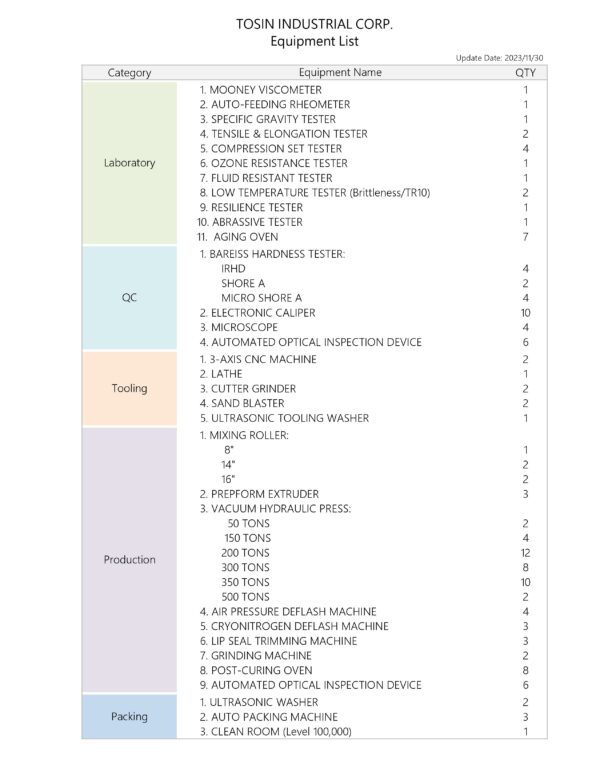 TOSIN INDUSTRIAL CORP.
Equipment List
Update Date: 2023/11/30
Category Equipment Name QTY
Laboratory
1. MOONEY VISCOMETER 1
2. AUTO-FEEDING RHEOMETER 1
3. SPECIFIC GRAVITY TESTER 1
4. TENSILE & ELONGATION TESTER 2
5. COMPRESSION SET TESTER 4
6. OZONE RESISTANCE TESTER 1
7. FLUID RESISTANT TESTER 1
8. LOW TEMPERATURE TESTER (Brittleness/TR10) 2
9. RESILIENCE TESTER 1
10. ABRASSIVE TESTER 1
11. AGING OVEN 7
QC
1. BAREISS HARDNESS TESTER:
IRHD 4
SHORE A 2
MICRO SHORE A 4
2. ELECTRONIC CALIPER 10
3. MICROSCOPE 4
4. AUTOMATED OPTICAL INSPECTION DEVICE 6
Tooling
1. 3-AXIS CNC MACHINE 2
2. LATHE 1
3. CUTTER GRINDER 2
4. SAND BLASTER 2
5. ULTRASONIC TOOLING WASHER 1
Production
1. MIXING ROLLER:
8" 1
14" 2
16" 2
2. PREPFORM EXTRUDER 3
3. VACUUM HYDRAULIC PRESS:
50 TONS 2
150 TONS 4
200 TONS 12
300 TONS 8
350 TONS 10
500 TONS 2
4. AIR PRESSURE DEFLASH MACHINE 4
5. CRYONITROGEN DEFLASH MACHINE 3
6. LIP SEAL TRIMMING MACHINE 3
7. GRINDING MACHINE 2
8. POST-CURING OVEN 8
9. AUTOMATED OPTICAL INSPECTION DEVICE 6
Packing
1. ULTRASONIC WASHER 2
2. AUTO PACKING MACHINE 3
3. CLEAN ROOM (Level 100,000) 1